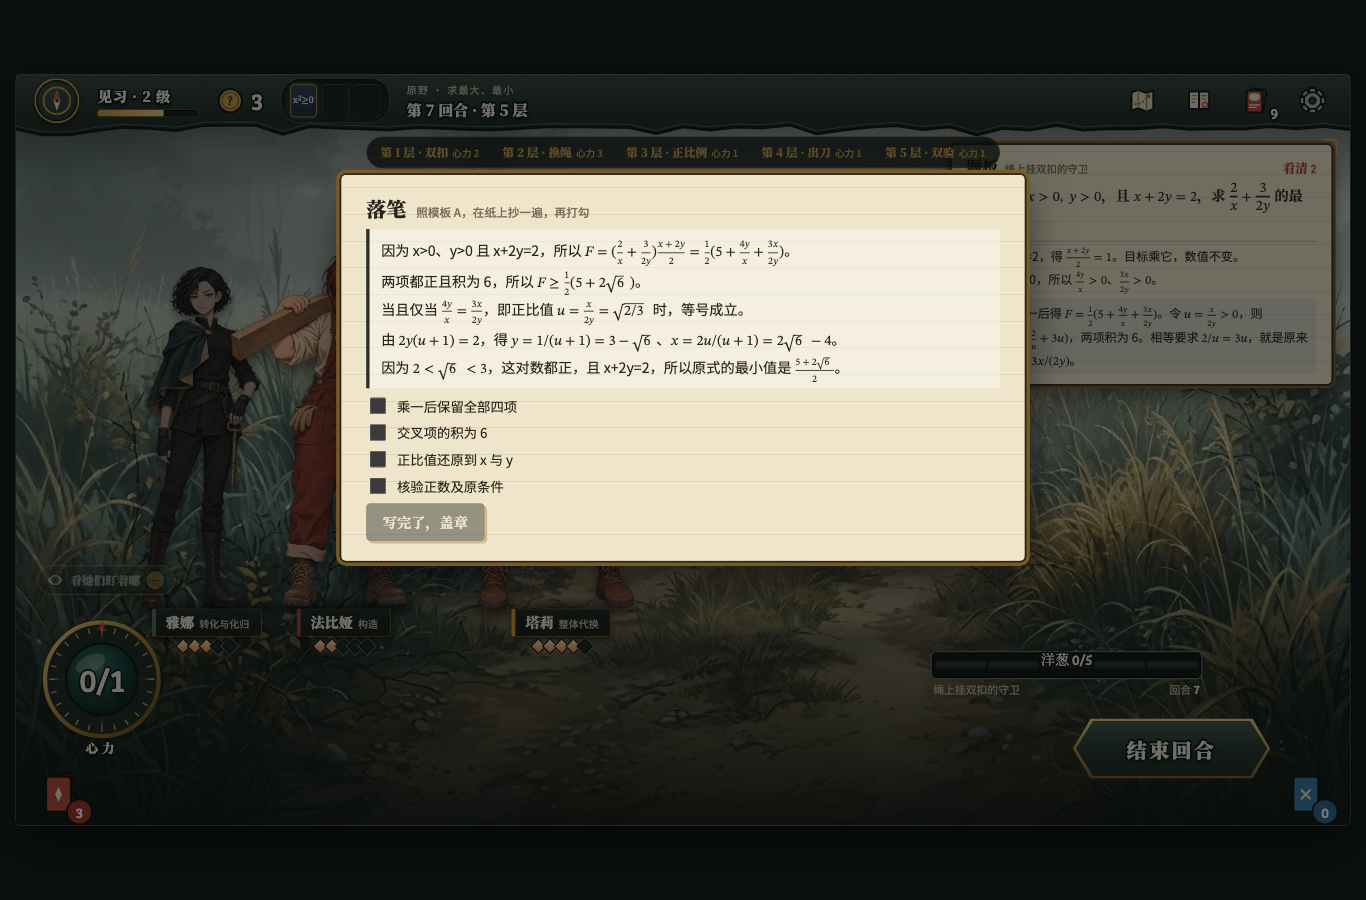 见习·2 级
3
x²≥0
原野 · 求最大、最小
第 7 回合·第 5 层
9
第 1 层·双扣 心力 2 第 2 层·换绳 心力 3 第 3 层·正比例 心力 1 第 4 层·出刀 心力 1 第 5 层·双验 心力 1
绳上挂双扣的守卫 看清 2
x > 0, y > 0, 且 x + 2y = 2, 求 2/x + 3/2y 的最
2, 得 x+2y/2 = 1。目标乘它，数值不变。
0, 所以 4y/x > 0、3x/2y > 0。
后得 F = 1/2(5 + 4y/x + 3x/2y)。令 u = x/2y > 0, 则
+ 3u), 两项积为 6。相等要求 2/u = 3u, 就是原来
3x/(2y)。
落笔 照模板 A，在纸上抄一遍，再打勾
因为 x>0、y>0 且 x+2y=2，所以 F = (2/x + 3/2y) x+2y/2 = 1/2(5 + 4y/x + 3x/2y)。
两项都正且积为 6，所以 F ≥ 1/2(5 + 2√6 )。
当且仅当 4y/x = 3x/2y，即正比值 u = x/2y = √2/3 时，等号成立。
由 2y(u + 1) = 2，得 y = 1/(u + 1) = 3 − √6 、x = 2u/(u + 1) = 2√6 − 4。
因为 2 < √6 < 3，这对数都正，且 x+2y=2，所以原式的最小值是 5 + 2√6/2。
乘一后保留全部四项
交叉项的积为 6
正比值还原到 x 与 y
核验正数及原条件
写完了，盖章
看她们盯着哪
雅娜 转化与化归
法比娅 构造
塔莉 整体代换
0/1
心力
洋葱 0/5
绳上挂双扣的守卫 回合 7
结束回合
3
0